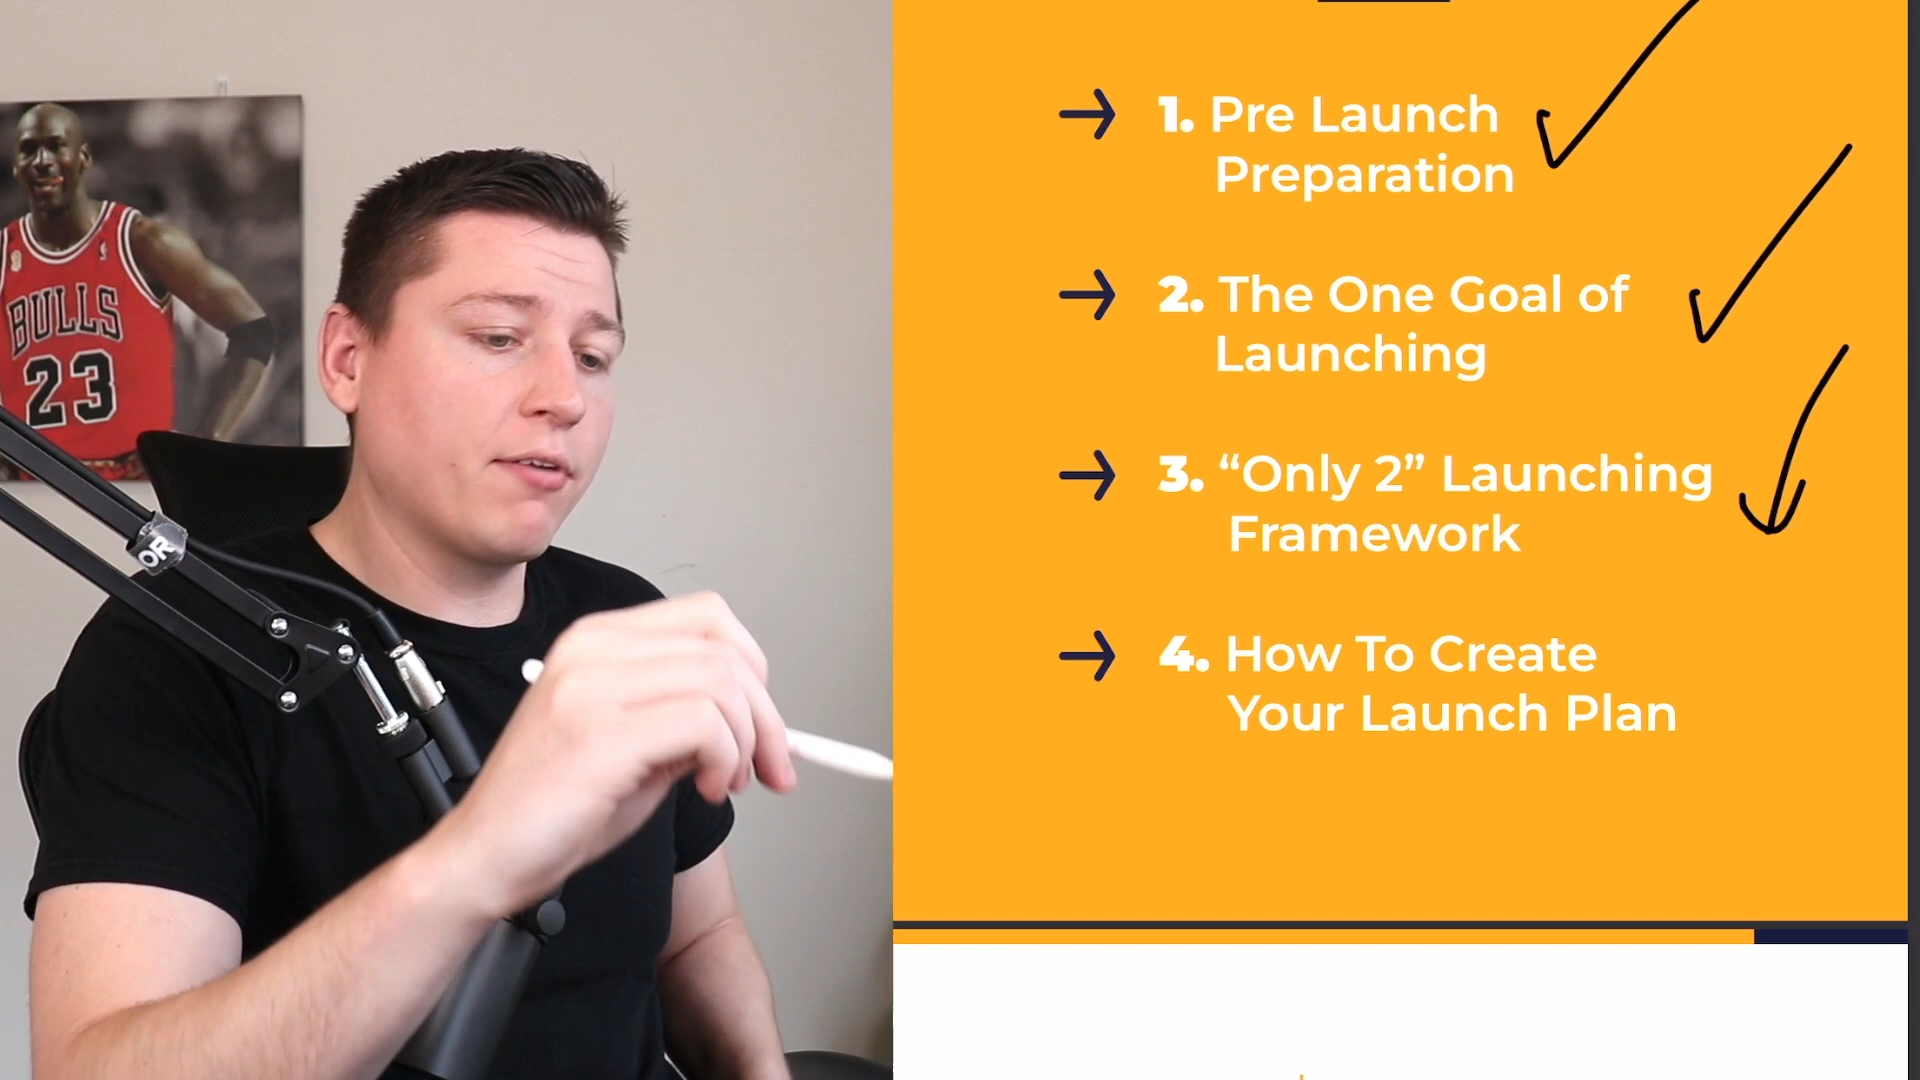 BULLS
23
OR
1. Pre Launch
Preparation
2. The One Goal of
Launching
3. “Only 2” Launching
Framework
4. How To Create
Your Launch Plan